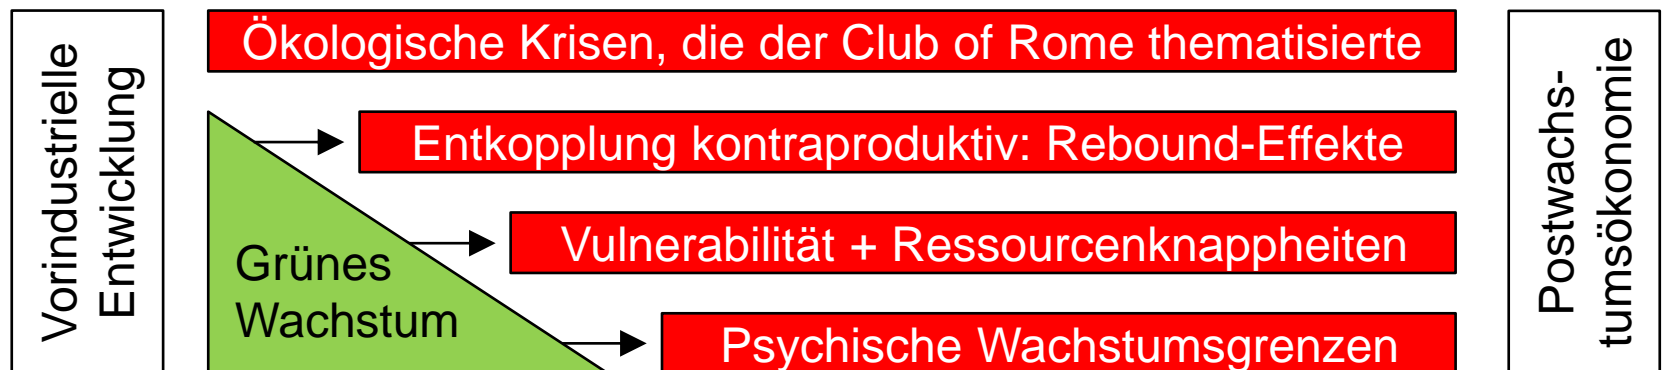 Vorindustrielle
Entwicklung
Ökologische Krisen, die der Club of Rome thematisierte
Entkopplung kontraproduktiv: Rebound-Effekte
Vulnerabilität + Ressourcenknappheiten
Grünes
Wachstum
Psychische Wachstumsgrenzen
Postwachs-
tumsökonomie